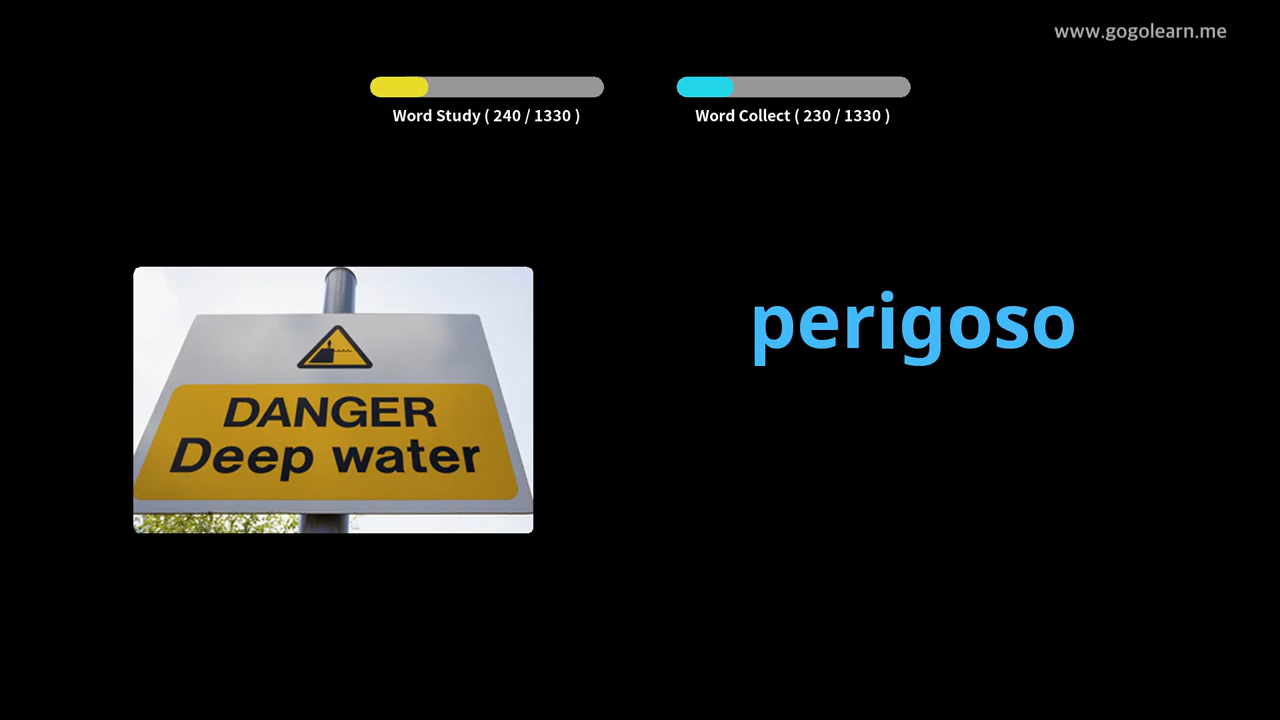 www.gogolearn.me
Word Study ( 240 / 1330 )
Word Collect ( 230 / 1330 )
DANGER
Deep water
perigoso